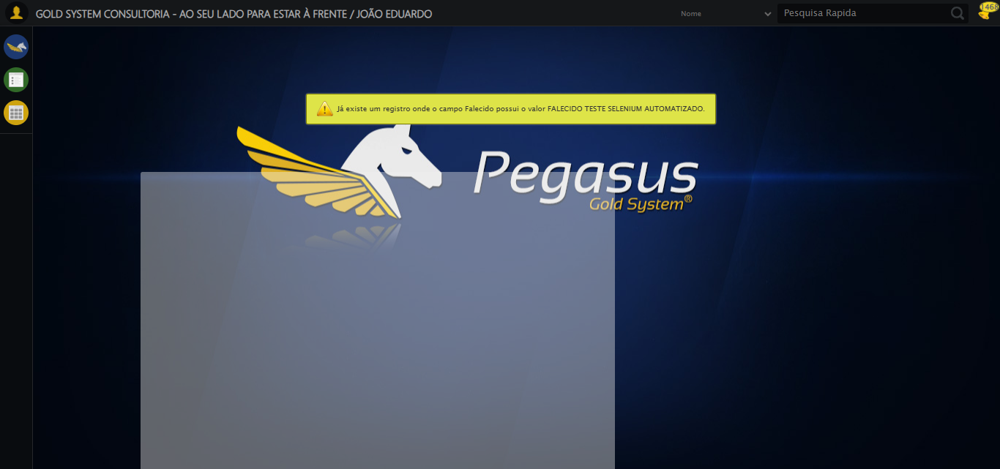 GOLD SYSTEM CONSULTORIA - AO SEU LADO PARA ESTAR À FRENTE / JOÃO EDUARDO
Nome
Pesquisa Rapida
1468
Já existe um registro onde o campo Falecido possui o valor FALECIDO TESTE SELENIUM AUTOMATIZADO.
Pegasus
Gold System®